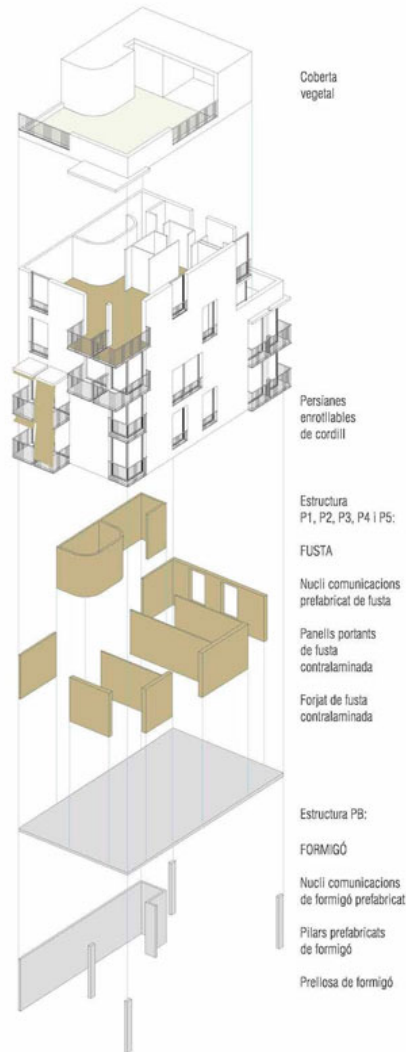 Coberta
vegetal
Persianes
enrotllables
de cordill
Estructura
P1, P2, P3, P4 i P5:
FUSTA
Nucli comunicacions
prefabricat de fusta
Panells portants
de fusta
contralaminada
Forjat de fusta
contralaminada
Estructura PB:
FORMIGÓ
Nucli comunicacions
de formigó prefabricat
Pilars prefabricats
de formigó
Prellosa de formigó